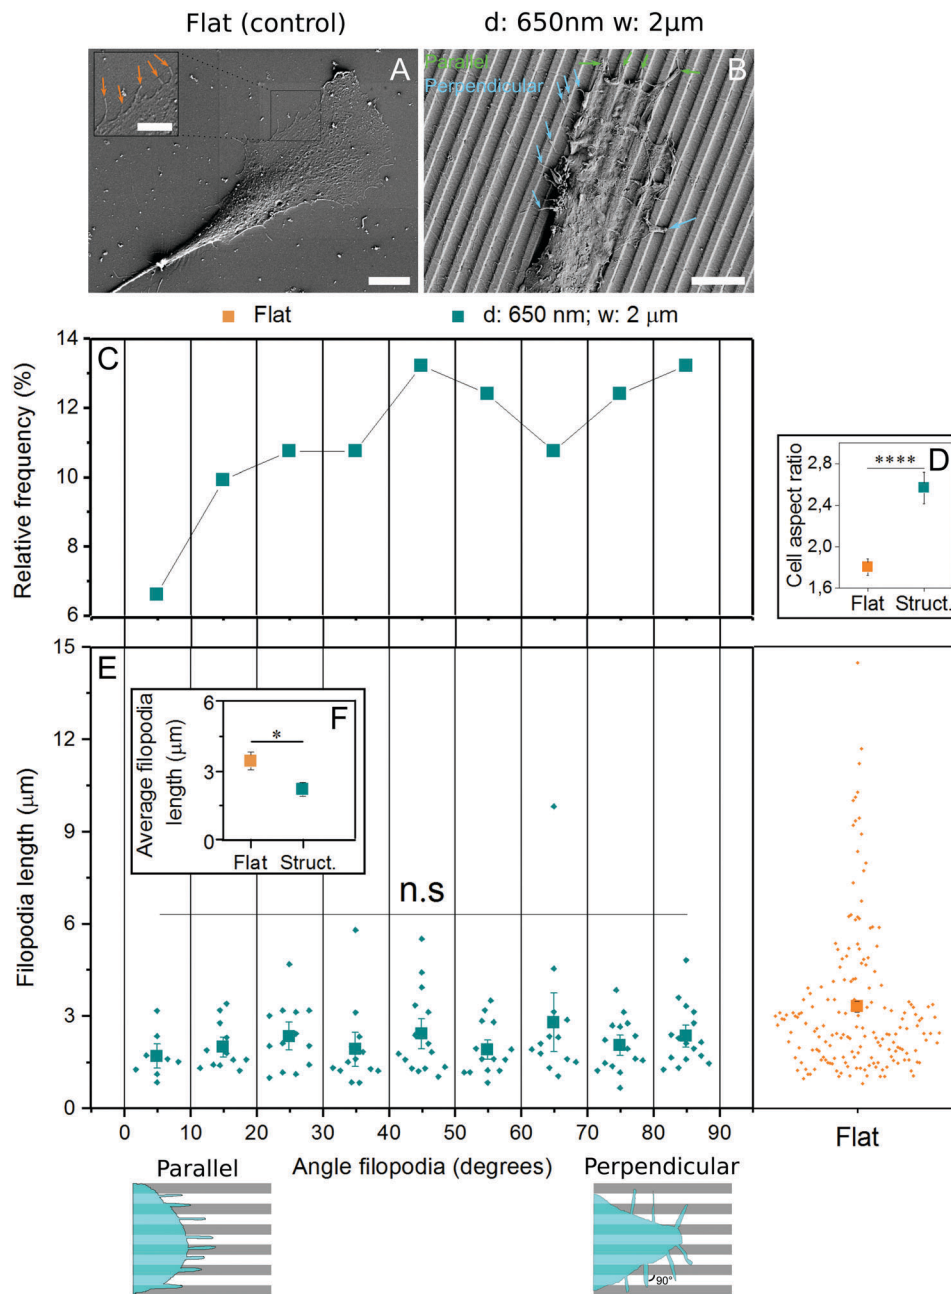 Flat (control)
d: 650nm w: 2µm
A
Parallel
Perpendicular
B
Flat
d: 650 nm; w: 2 µm
C
Relative frequency (%)
14
12
10
8
6
D
Cell aspect ratio
2,8
2,4
2,0
1,6
****
Flat Struct.
E
Filopodia length (µm)
15
12
9
6
3
0
F
Average filopodia
length (µm)
6
3
0
*
Flat Struct.
n.s
0 10 20 30 40 50 60 70 80 90
Flat
Parallel
Angle filopodia (degrees)
Perpendicular
90°